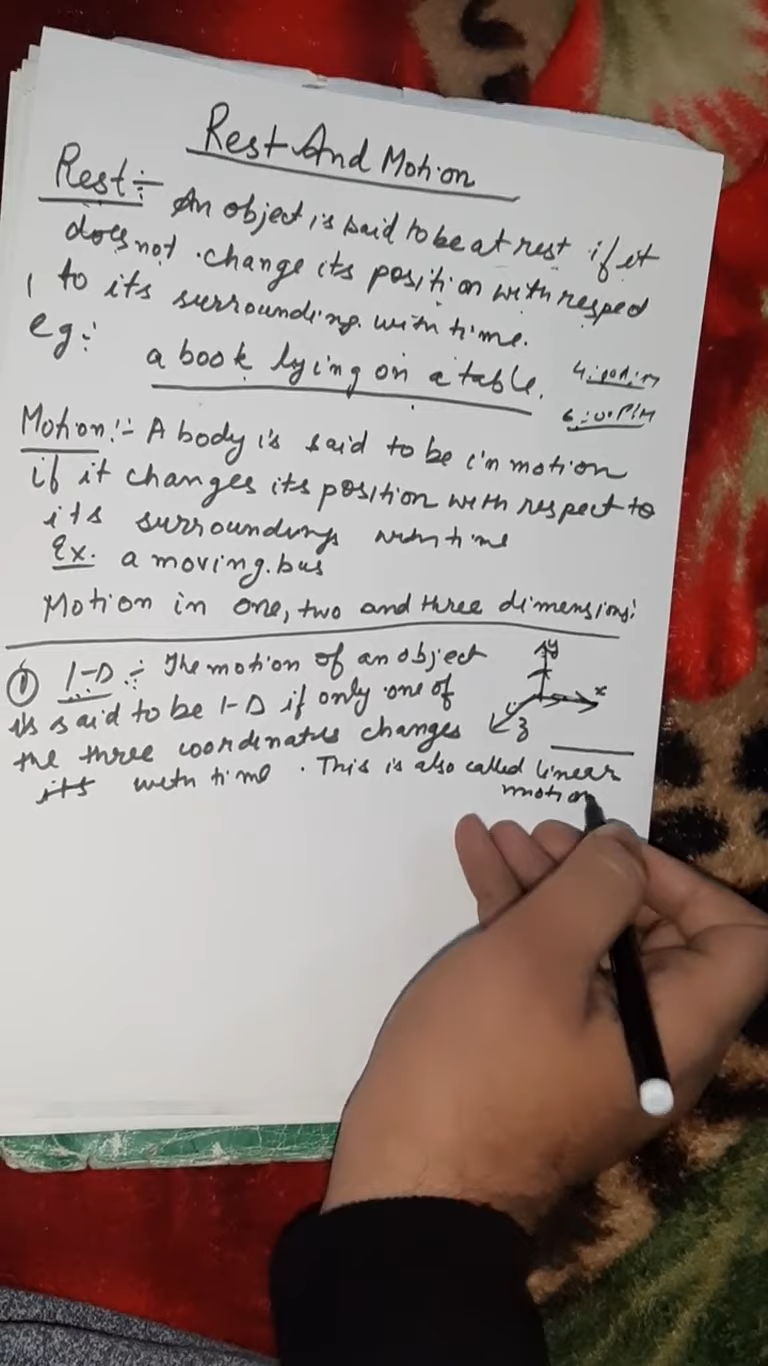 Rest And Motion
Rest:- An object is said to be at rest if it
does not change its position with respect
to its surrounding with time.
eg:
a book lying on a table.
6:00 P/M
Motion:- A body is said to be in motion
if it changes its position with respect to
its surroundings with time
Ex. a moving bus
Motion in one, two and three dimensions:
① 1-D :- The motion of an object
is said to be 1-D if only one of
the three coordinates changes
its with time. This is also called linear
motion
y
x
z